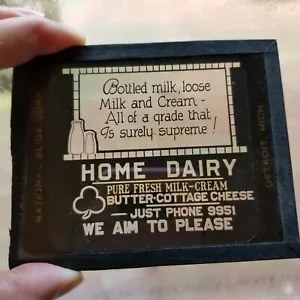 Bottled milk, loose
Milk and Cream -
All of a grade that
Is surely supreme!
HOME DAIRY
PURE FRESH MILK-CREAM
BUTTER-COTTAGE CHEESE
— JUST PHONE 9951
WE AIM TO PLEASE
DETROIT, MICH.